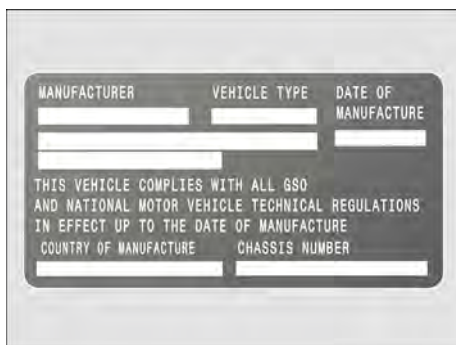 MANUFACTURER VEHICLE TYPE DATE OF
MANUFACTURE
THIS VEHICLE COMPLIES WITH ALL GSO
AND NATIONAL MOTOR VEHICLE TECHNICAL REGULATIONS
IN EFFECT UP TO THE DATE OF MANUFACTURE
COUNTRY OF MANUFACTURE CHASSIS NUMBER